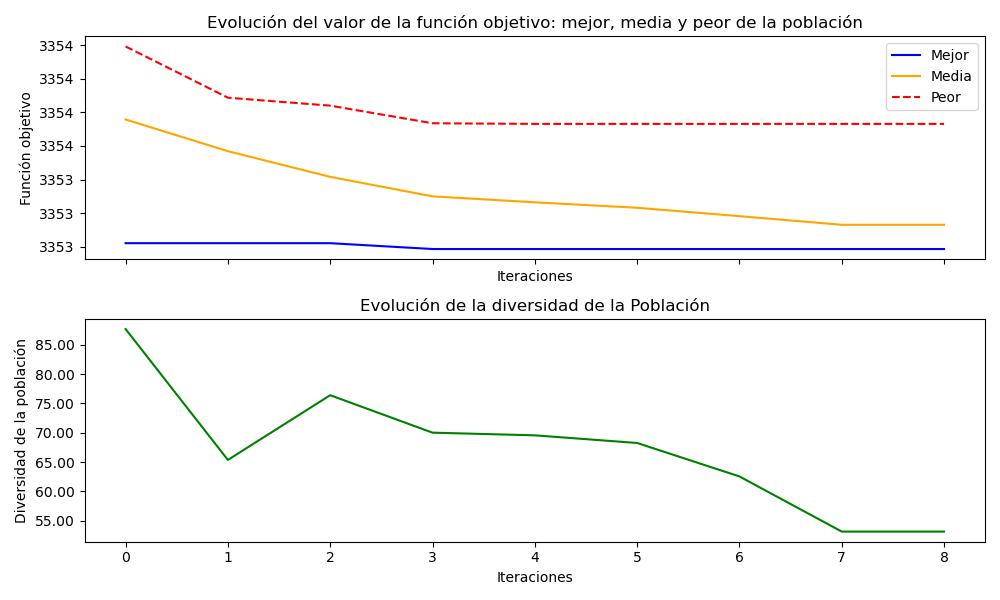 Evolución del valor de la función objetivo: mejor, media y peor de la población
Función objetivo
3354
3354
3354
3354
3353
3353
3353
Mejor
Media
Peor
Iteraciones
Evolución de la diversidad de la Población
Diversidad de la población
85.00
80.00
75.00
70.00
65.00
60.00
55.00
0 1 2 3 4 5 6 7 8
Iteraciones